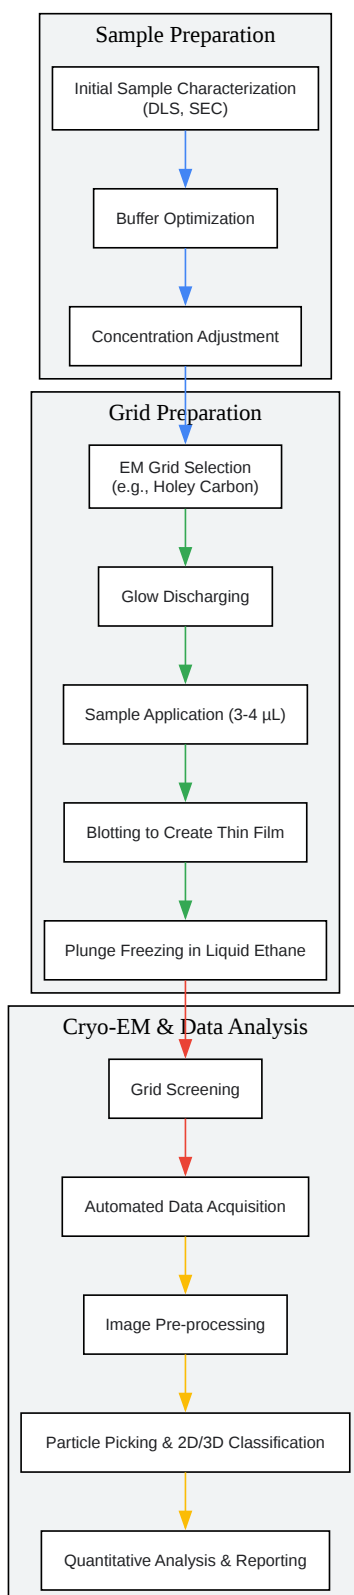 Sample Preparation
Initial Sample Characterization
(DLS, SEC)
Buffer Optimization
Concentration Adjustment
Grid Preparation
EM Grid Selection
(e.g., Holey Carbon)
Glow Discharging
Sample Application (3-4 µL)
Blotting to Create Thin Film
Plunge Freezing in Liquid Ethane
Cryo-EM & Data Analysis
Grid Screening
Automated Data Acquisition
Image Pre-processing
Particle Picking & 2D/3D Classification
Quantitative Analysis & Reporting